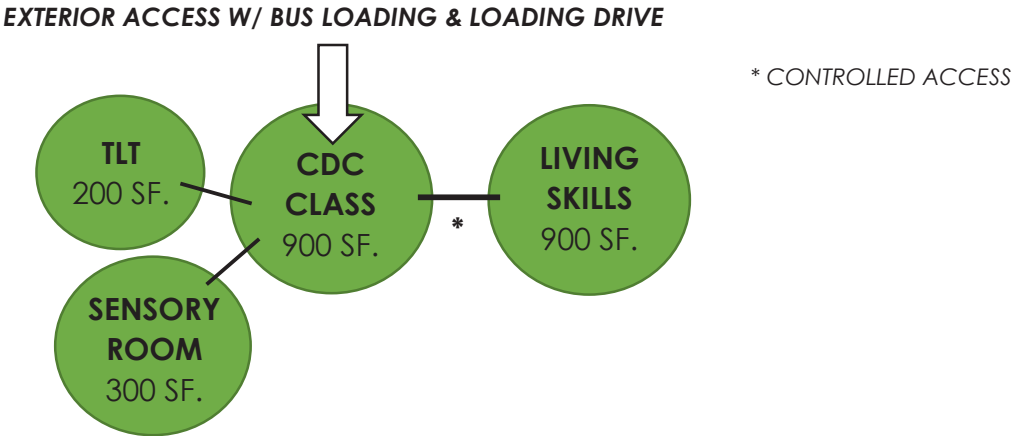 EXTERIOR ACCESS W/ BUS LOADING & LOADING DRIVE
* CONTROLLED ACCESS
TLT
200 SF.
CDC
CLASS
900 SF.
*
LIVING
SKILLS
900 SF.
SENSORY
ROOM
300 SF.